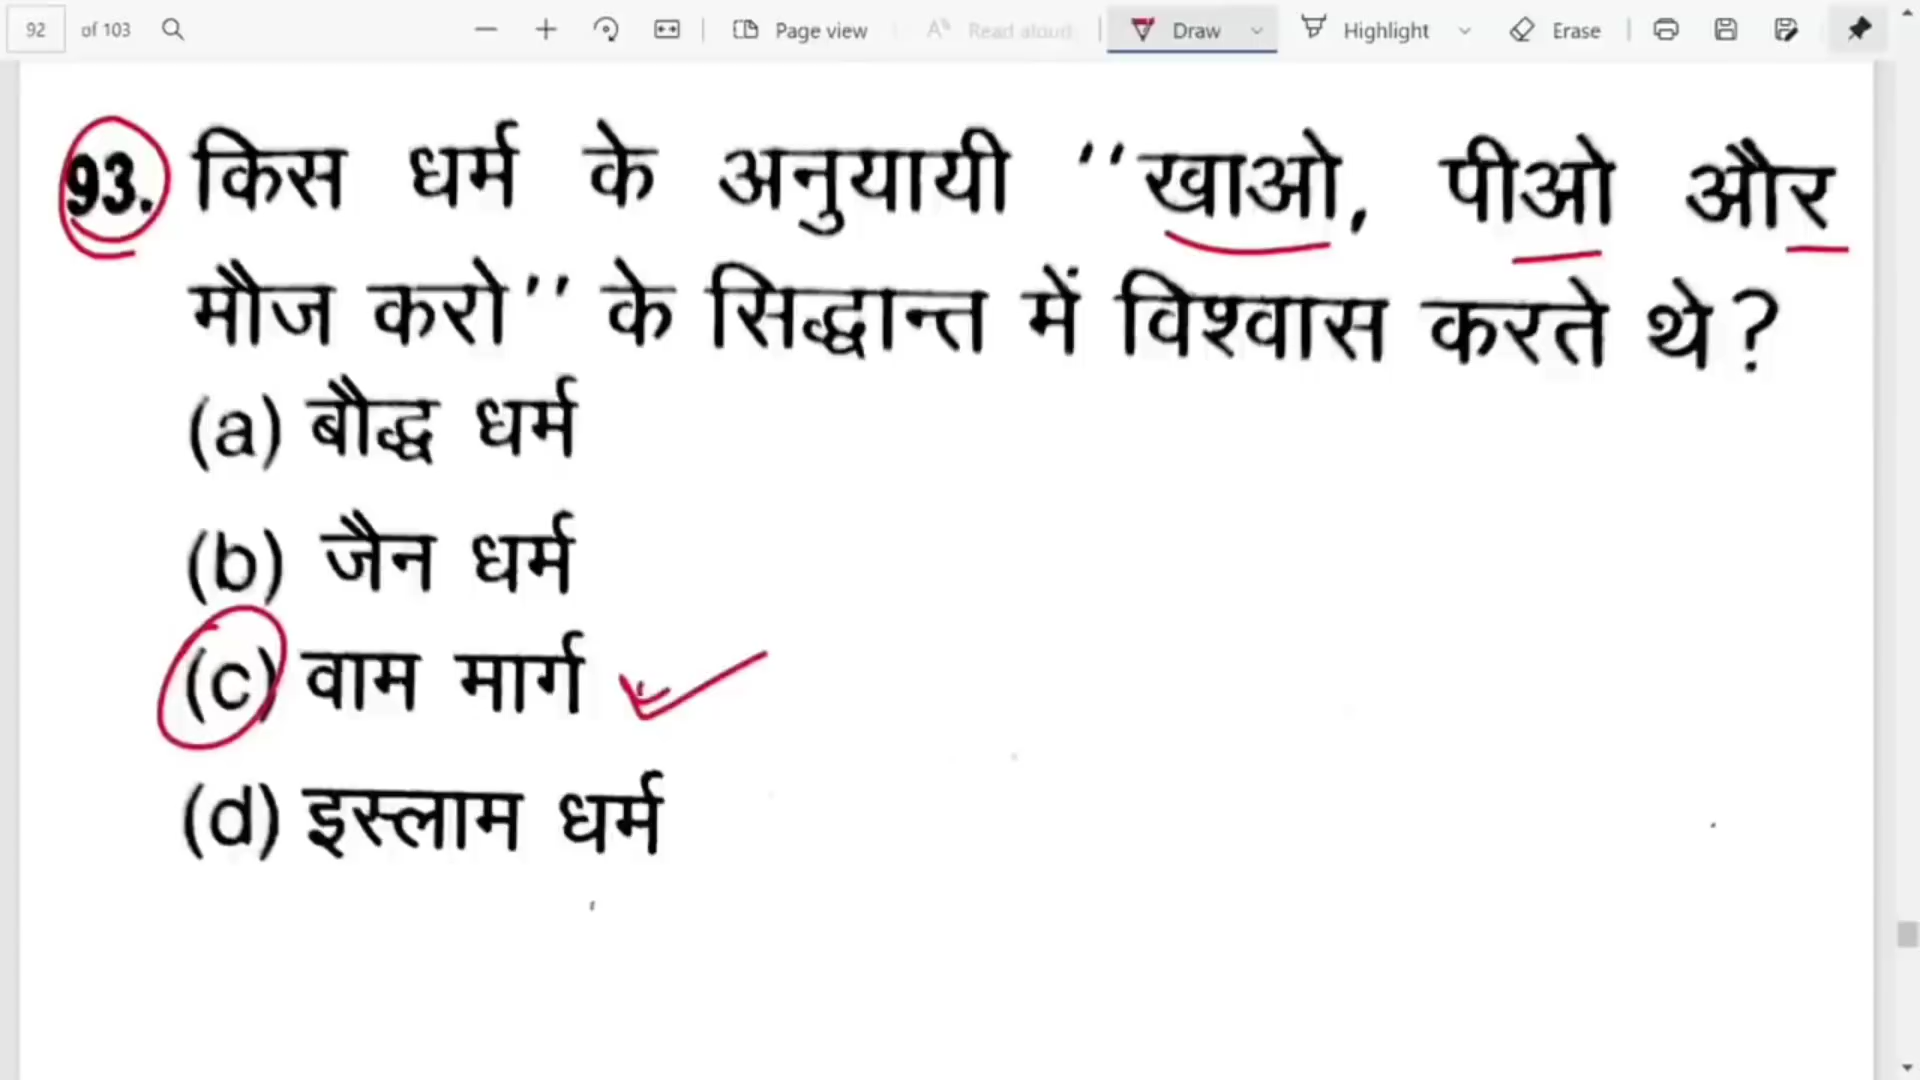 92 of 103 Page view Read aloud Draw Highlight Erase
93. किस धर्म के अनुयायी "खाओ, पीओ और
मौज करो" के सिद्धान्त में विश्वास करते थे?
(a) बौद्ध धर्म
(b) जैन धर्म
(c) वाम मार्ग
(d) इस्लाम धर्म